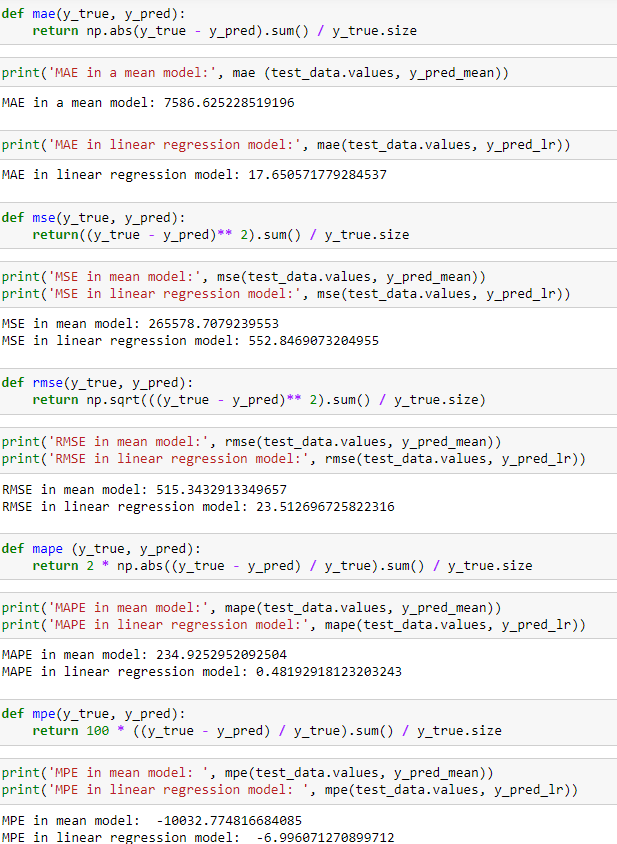 def mae(y_true, y_pred):
    return np.abs(y_true - y_pred).sum() / y_true.size
print('MAE in a mean model:', mae (test_data.values, y_pred_mean))
MAE in a mean model: 7586.625228519196
print('MAE in linear regression model:', mae(test_data.values, y_pred_lr))
MAE in linear regression model: 17.650571779284537
def mse(y_true, y_pred):
    return((y_true - y_pred)** 2).sum() / y_true.size
print('MSE in mean model:', mse(test_data.values, y_pred_mean))
print('MSE in linear regression model:', mse(test_data.values, y_pred_lr))
MSE in mean model: 265578.7079239553
MSE in linear regression model: 552.8469073204955
def rmse(y_true, y_pred):
    return np.sqrt(((y_true - y_pred)** 2).sum() / y_true.size)
print('RMSE in mean model:', rmse(test_data.values, y_pred_mean))
print('RMSE in linear regression model:', rmse(test_data.values, y_pred_lr))
RMSE in mean model: 515.3432913349657
RMSE in linear regression model: 23.512696725822316
def mape (y_true, y_pred):
    return 2 * np.abs((y_true - y_pred) / y_true).sum() / y_true.size
print('MAPE in mean model:', mape(test_data.values, y_pred_mean))
print('MAPE in linear regression model:', mape(test_data.values, y_pred_lr))
MAPE in mean model: 234.9252952092504
MAPE in linear regression model: 0.48192918123203243
def mpe(y_true, y_pred):
    return 100 * ((y_true - y_pred) / y_true).sum() / y_true.size
print('MPE in mean model: ', mpe(test_data.values, y_pred_mean))
print('MPE in linear regression model: ', mpe(test_data.values, y_pred_lr))
MPE in mean model:  -10032.774816684085
MPE in linear regression model:  -6.996071270899712